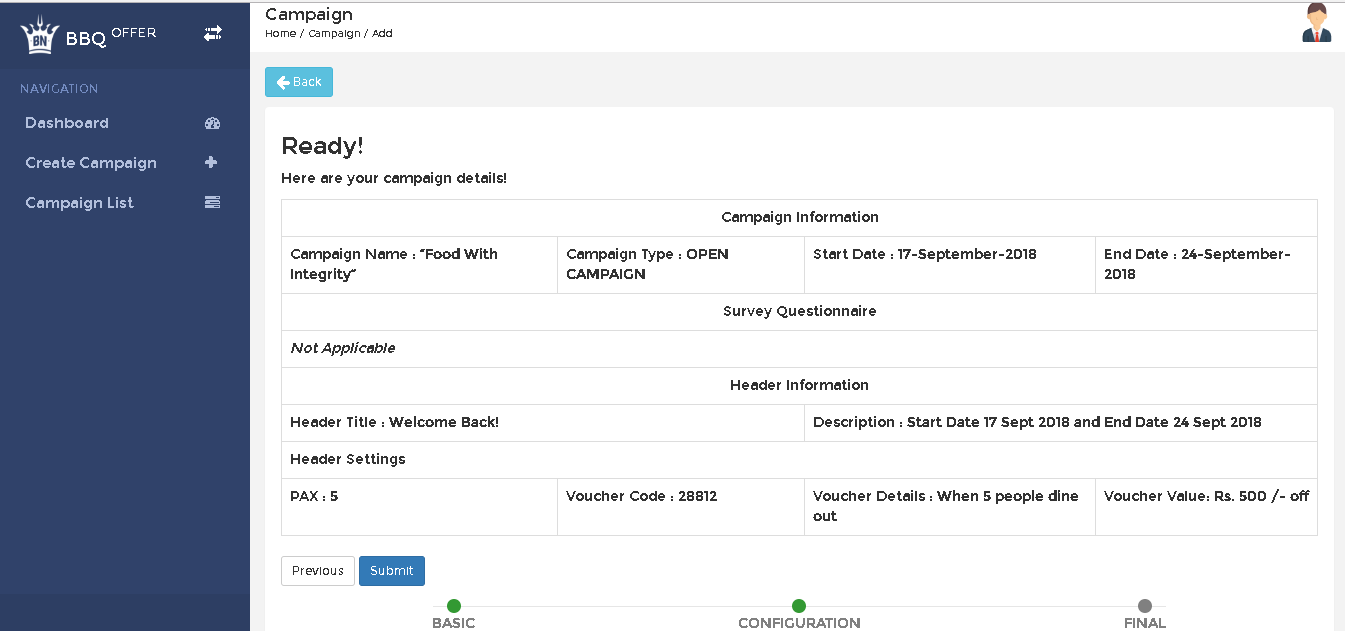 BN BBQ OFFER
NAVIGATION
Dashboard
Create Campaign
Campaign List
Campaign
Home / Campaign / Add
Back
Ready!
Here are your campaign details!
Campaign Information
Campaign Name : "Food With
Integrity"
Campaign Type : OPEN
CAMPAIGN
Start Date : 17-September-2018
End Date : 24-September-
2018
Survey Questionnaire
Not Applicable
Header Information
Header Title : Welcome Back!
Description : Start Date 17 Sept 2018 and End Date 24 Sept 2018
Header Settings
PAX : 5
Voucher Code : 28812
Voucher Details : When 5 people dine
out
Voucher Value: Rs. 500 /- off
Previous
Submit
BASIC
CONFIGURATION
FINAL